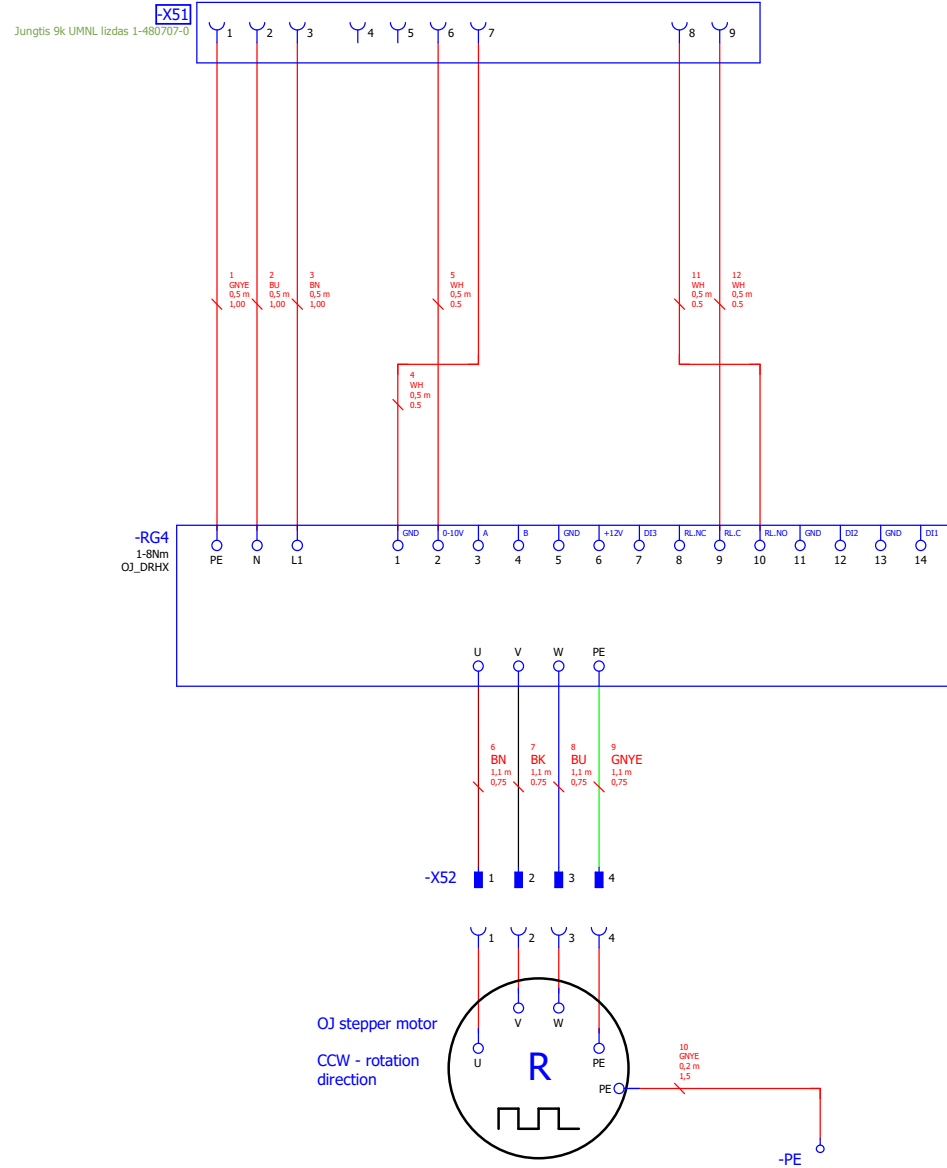 -X51
Jungtis 9k UMNL lizdas 1-480707-0
1 2 3 4 5 6 7 8 9
1
GNYE
0,5 m
1,00
2
BU
0,5 m
1,00
3
BN
0,5 m
1,00
5
WH
0,5 m
0.5
11
WH
0,5 m
0.5
12
WH
0,5 m
0.5
4
WH
0,5 m
0.5
-RG4
1-8Nm
OJ_DRHX
GND 0-10V A B GND +12V DI3 RL.NC RL.C RL.NO GND DI2 GND DI1
PE N L1 1 2 3 4 5 6 7 8 9 10 11 12 13 14
U V W PE
6
BN
1,1 m
0,75
7
BK
1,1 m
0.75
8
BU
1,1 m
0,75
9
GNYE
1,1 m
0,75
-X52
1 2 3 4
1 2 3 4
OJ stepper motor
CCW - rotation
direction
V W
U PE
R
PE
10
GNYE
0,2 m
1,5
-PE